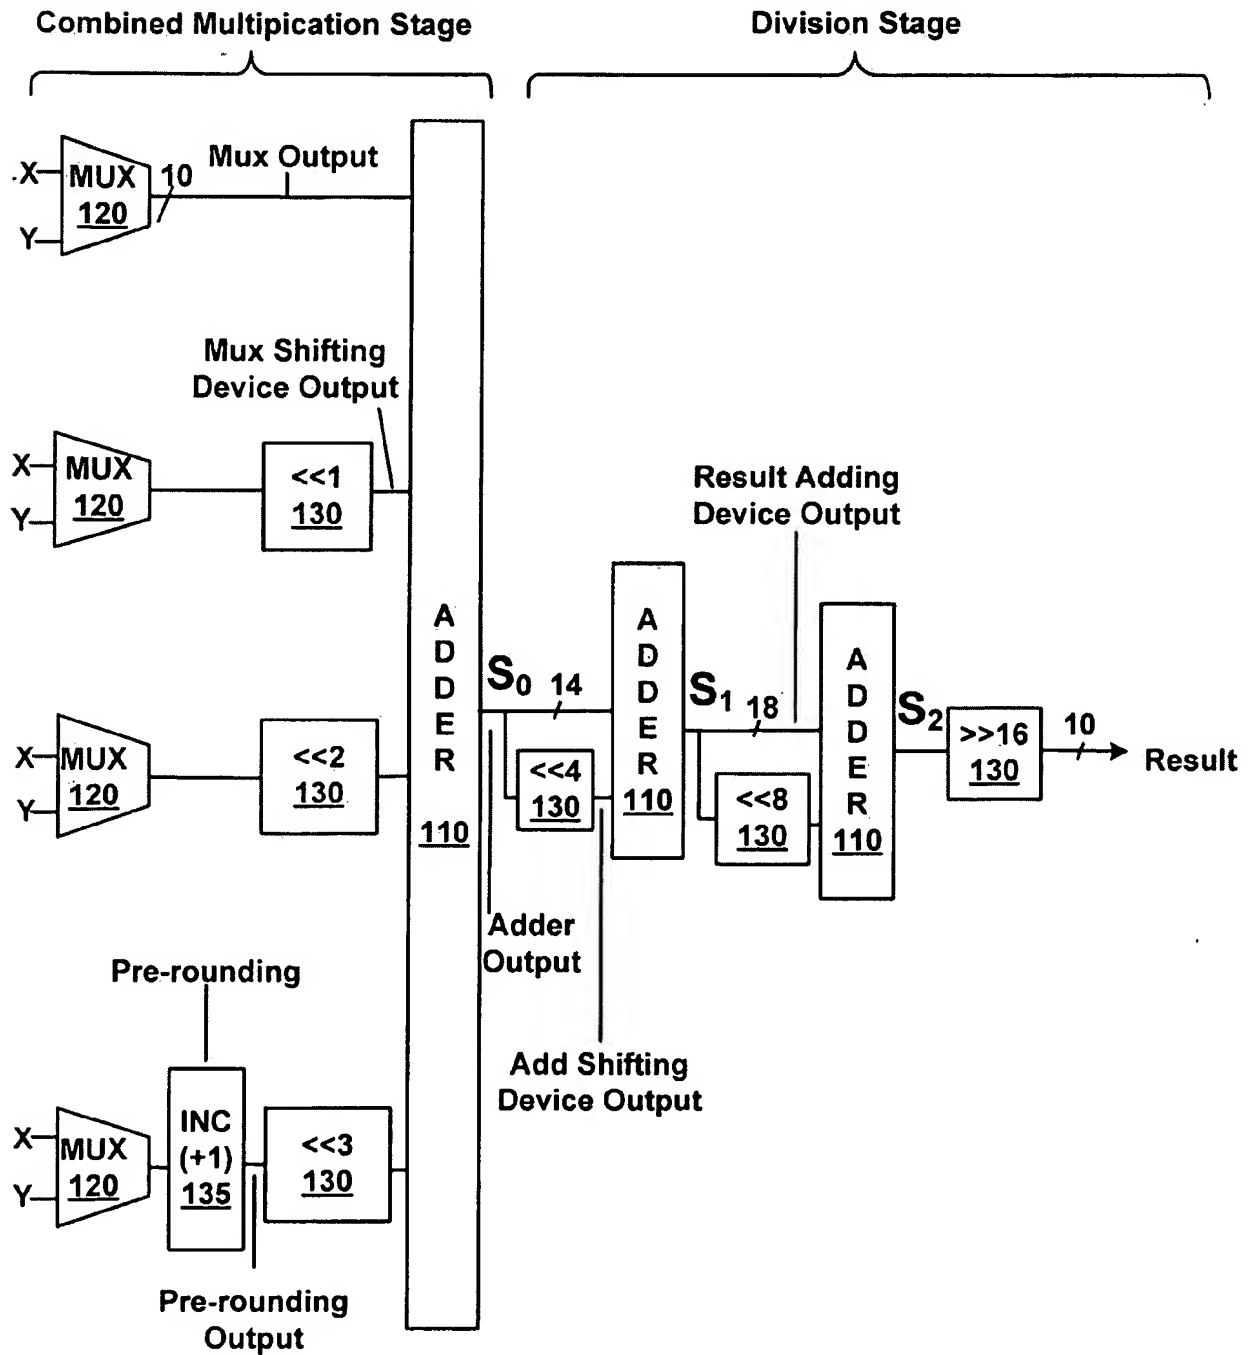 Combined Multipication Stage
Division Stage
X
Y
MUX
120
10
Mux Output
Mux Shifting
Device Output
X
Y
MUX
120
<<1
130
Result Adding
Device Output
X
Y
MUX
120
<<2
130
ADDER
110
S0
14
<<4
130
ADDER
110
S1
18
<<8
130
ADDER
110
S2
>>16
130
10
Result
Adder
Output
Add Shifting
Device Output
Pre-rounding
X
Y
MUX
120
INC
(+1)
135
<<3
130
Pre-rounding
Output